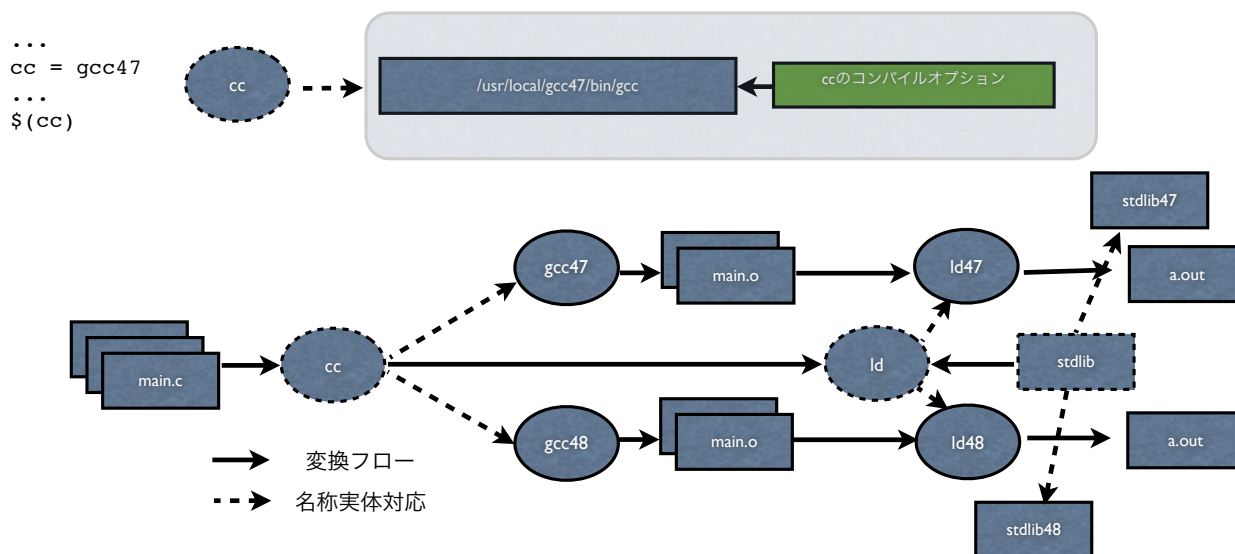 ...
cc = gcc47
...
$(cc)
cc
/usr/local/gcc47/bin/gcc
ccのコンパイルオプション
stdlib47
gcc47
main.o
ld47
a.out
main.c
cc
ld
stdlib
gcc48
main.o
ld48
a.out
変換フロー
名称実体対応
stdlib48